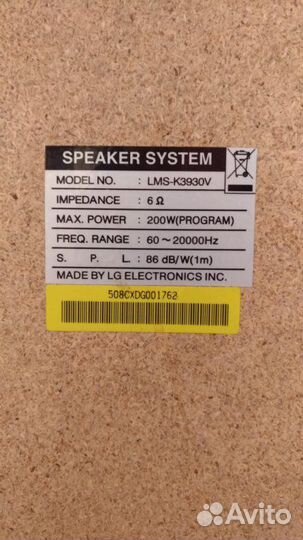 SPEAKER SYSTEM
MODEL NO. : LMS-K3930V
IMPEDANCE : 6 Ω
MAX. POWER : 200W(PROGRAM)
FREQ. RANGE : 60～20000Hz
S. P. L. : 86 dB/W(1m)
MADE BY LG ELECTRONICS INC.
508CXDG001762
Avito